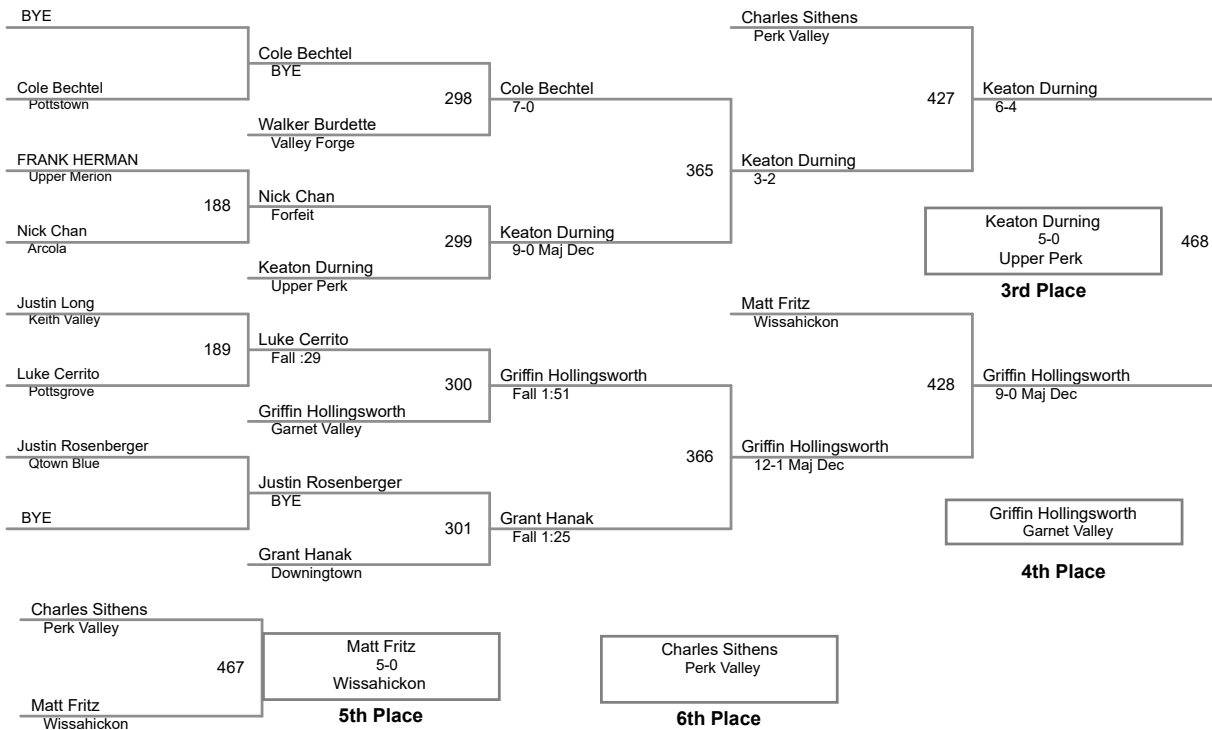 BYE
Cole Bechtel
Pottstown
FRANK HERMAN
Upper Merion
188
Nick Chan
Arcola
Justin Long
Keith Valley
189
Luke Cerrito
Pottsgrove
Justin Rosenberger
Qtown Blue
BYE
Cole Bechtel
BYE
298
Walker Burdette
Valley Forge
Nick Chan
Forfeit
299
Keaton Durning
Upper Perk
Luke Cerrito
Fall :29
300
Griffin Hollingsworth
Garnet Valley
Justin Rosenberger
BYE
301
Grant Hanak
Downingtown
Cole Bechtel
7-0
365
Keaton Durning
9-0 Maj Dec
Griffin Hollingsworth
Fall 1:51
366
Grant Hanak
Fall 1:25
Charles Sithens
Perk Valley
427
Keaton Durning
3-2
Matt Fritz
Wissahickon
428
Griffin Hollingsworth
12-1 Maj Dec
Keaton Durning
6-4
Keaton Durning
5-0
Upper Perk
468
3rd Place
Griffin Hollingsworth
9-0 Maj Dec
Griffin Hollingsworth
Garnet Valley
4th Place
Charles Sithens
Perk Valley
467
Matt Fritz
Wissahickon
Matt Fritz
5-0
Wissahickon
5th Place
Charles Sithens
Perk Valley
6th Place